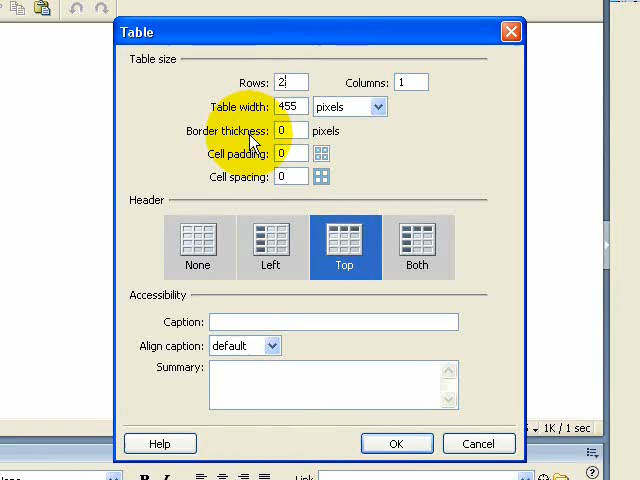 Table
Table size
Rows: 2 Columns: 1
Table width: 455 pixels
Border thickness: 0 pixels
Cell padding: 0
Cell spacing: 0
Header
None Left Top Both
Accessibility
Caption:
Align caption: default
Summary:
1K / 1 sec
Help OK Cancel
B I Link